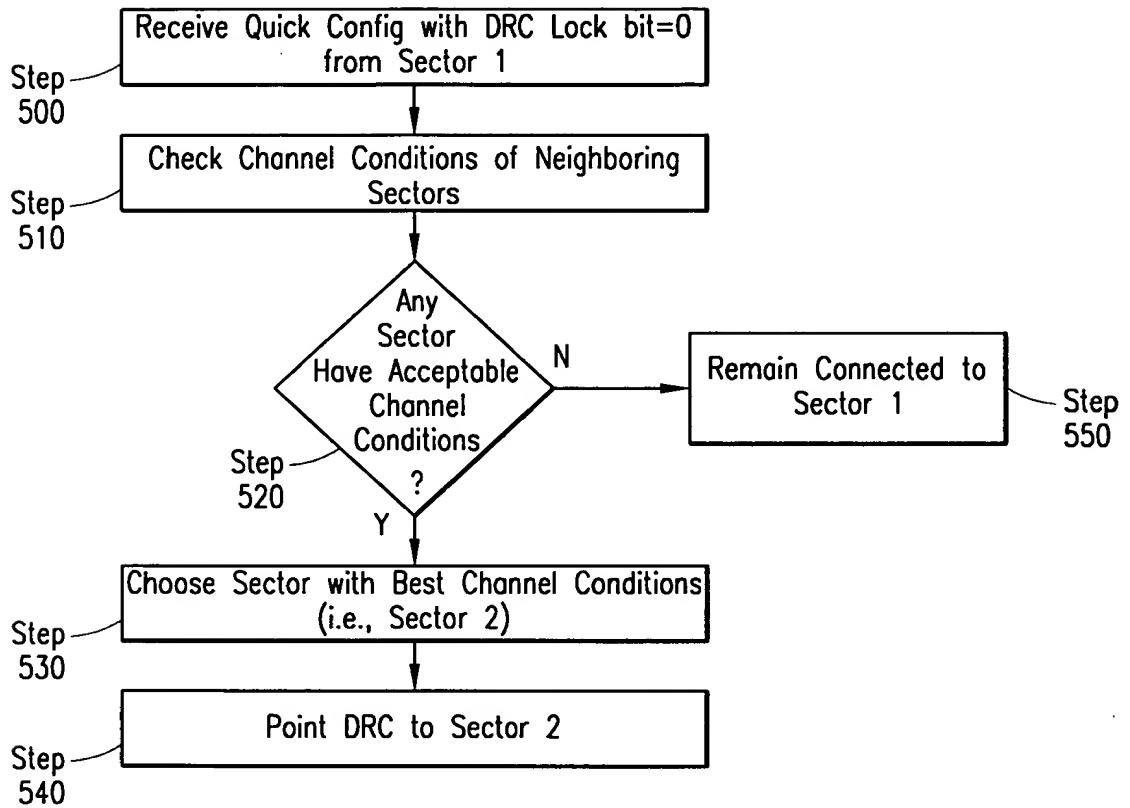 Receive Quick Config with DRC Lock bit=0
from Sector 1
Step
500
Check Channel Conditions of Neighboring
Sectors
Step
510
Any
Sector
Have Acceptable
Channel
Conditions
?
Step
520
N
Remain Connected to
Sector 1
Step
550
Y
Choose Sector with Best Channel Conditions
(i.e., Sector 2)
Step
530
Point DRC to Sector 2
Step
540